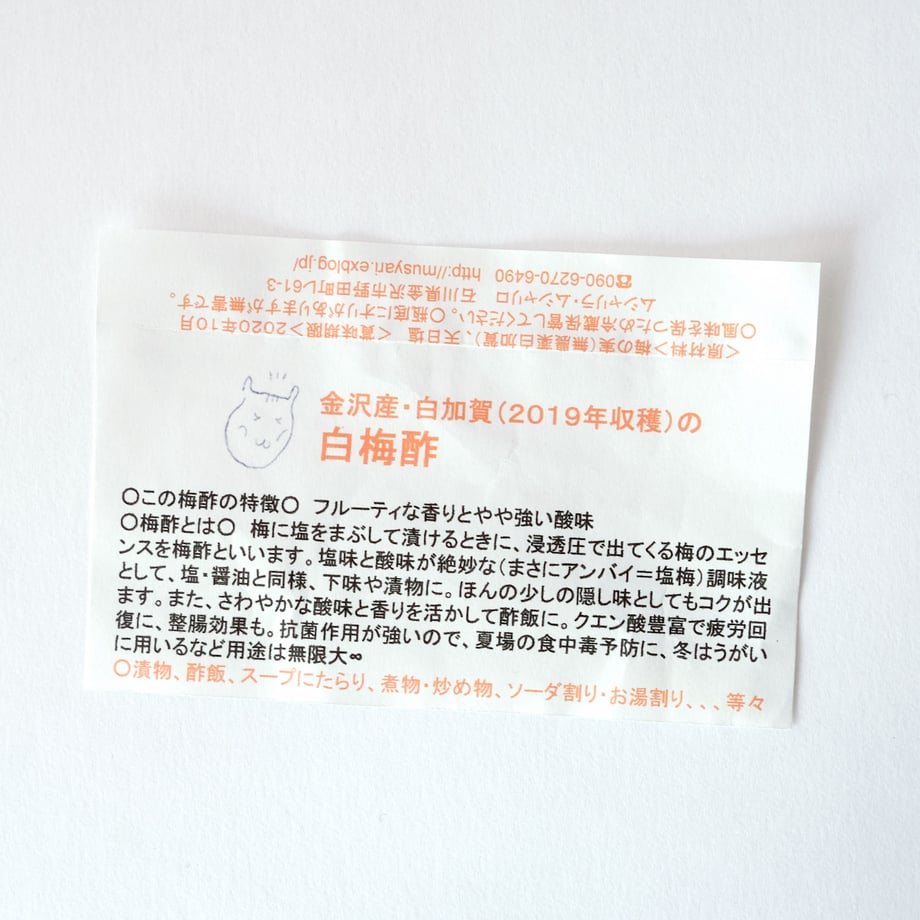 ＜原材料＞梅の実(無農薬白加賀)、天日塩　＜賞味期限＞2020年10月
〇風味を保つため冷蔵保管してください。〇瓶底にオリがありますが無害です。
ムシャリラ・ムシャリロ　石川県金沢市野田町レ61-3
☎090-6270-6490　http://musyari.exblog.jp/
金沢産・白加賀(2019年収穫)の
白梅酢
〇この梅酢の特徴〇　フルーティな香りとやや強い酸味
〇梅酢とは〇　梅に塩をまぶして漬けるときに、浸透圧で出てくる梅のエッセ
ンスを梅酢といいます。塩味と酸味が絶妙な(まさにアンバイ＝塩梅)調味液
として、塩・醤油と同様、下味や漬物に。ほんの少しの隠し味としてもコクが出
ます。また、さわやかな酸味と香りを活かして酢飯に。クエン酸豊富で疲労回
復に、整腸効果も。抗菌作用が強いので、夏場の食中毒予防に、冬はうがい
に用いるなど用途は無限大∞
〇漬物、酢飯、スープにたらり、煮物・炒め物、ソーダ割り・お湯割り、、、等々